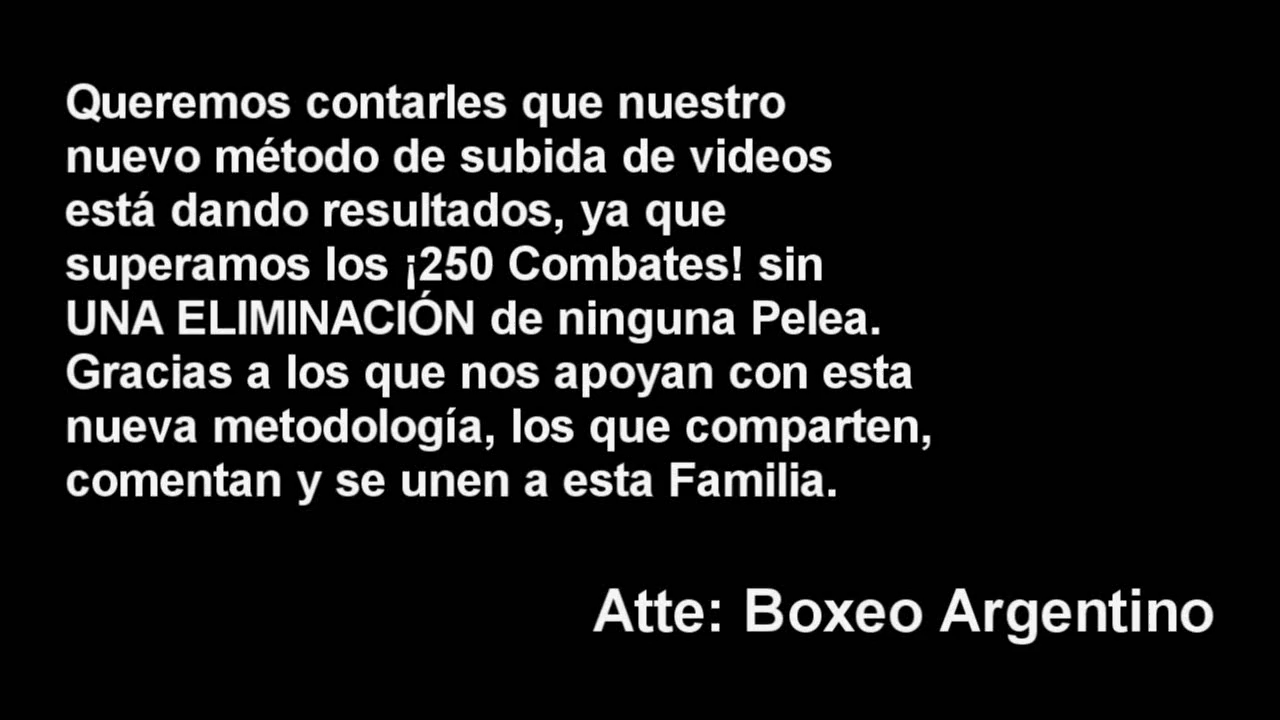 Queremos contarles que nuestro
nuevo método de subida de videos
está dando resultados, ya que
superamos los ¡250 Combates! sin
UNA ELIMINACIÓN de ninguna Pelea.
Gracias a los que nos apoyan con esta
nueva metodología, los que comparten,
comentan y se unen a esta Familia.
Atte: Boxeo Argentino